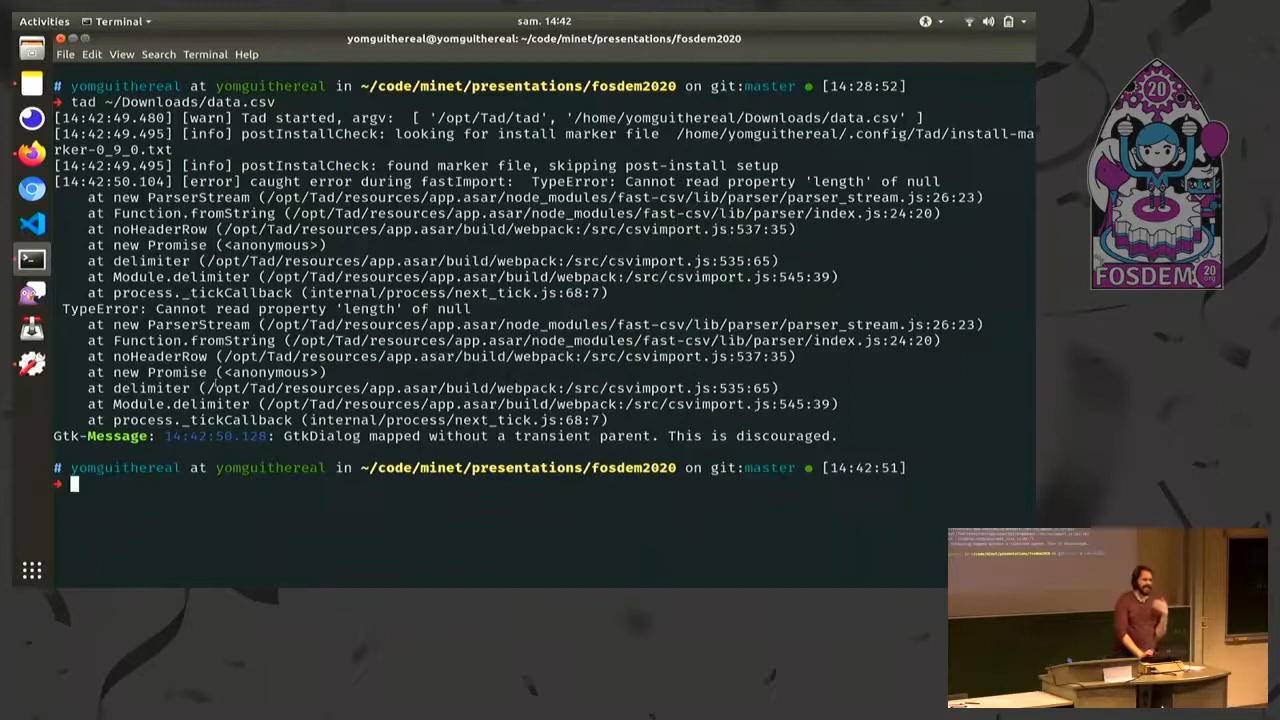 Activities
Terminal
sam. 14:42
yomguithereal@yomguithereal: ~/code/minet/presentations/fosdem2020
File Edit View Search Terminal Help
# yomguithereal at yomguithereal in ~/code/minet/presentations/fosdem2020 on git:master ● [14:28:52]
➜ tad ~/Downloads/data.csv
[14:42:49.480] [warn] Tad started, argv:  [ '/opt/Tad/tad', '/home/yomguithereal/Downloads/data.csv' ]
[14:42:49.495] [info] postInstallCheck: looking for install marker file  /home/yomguithereal/.config/Tad/install-ma
rker-0_9_0.txt
[14:42:49.495] [info] postInstalCheck: found marker file, skipping post-install setup
[14:42:50.104] [error] caught error during fastImport:  TypeError: Cannot read property 'length' of null
    at new ParserStream (/opt/Tad/resources/app.asar/node_modules/fast-csv/lib/parser/parser_stream.js:26:23)
    at Function.fromString (/opt/Tad/resources/app.asar/node_modules/fast-csv/lib/parser/index.js:24:20)
    at noHeaderRow (/opt/Tad/resources/app.asar/build/webpack:/src/csvimport.js:537:35)
    at new Promise (<anonymous>)
    at delimiter (/opt/Tad/resources/app.asar/build/webpack:/src/csvimport.js:535:65)
    at Module.delimiter (/opt/Tad/resources/app.asar/build/webpack:/src/csvimport.js:545:39)
    at process._tickCallback (internal/process/next_tick.js:68:7)
 TypeError: Cannot read property 'length' of null
    at new ParserStream (/opt/Tad/resources/app.asar/node_modules/fast-csv/lib/parser/parser_stream.js:26:23)
    at Function.fromString (/opt/Tad/resources/app.asar/node_modules/fast-csv/lib/parser/index.js:24:20)
    at noHeaderRow (/opt/Tad/resources/app.asar/build/webpack:/src/csvimport.js:537:35)
    at new Promise (<anonymous>)
    at delimiter (/opt/Tad/resources/app.asar/build/webpack:/src/csvimport.js:535:65)
    at Module.delimiter (/opt/Tad/resources/app.asar/build/webpack:/src/csvimport.js:545:39)
    at process._tickCallback (internal/process/next_tick.js:68:7)
Gtk-Message: 14:42:50.128: GtkDialog mapped without a transient parent. This is discouraged.
# yomguithereal at yomguithereal in ~/code/minet/presentations/fosdem2020 on git:master ● [14:42:51]
➜
20
FOSDEM 20
.org